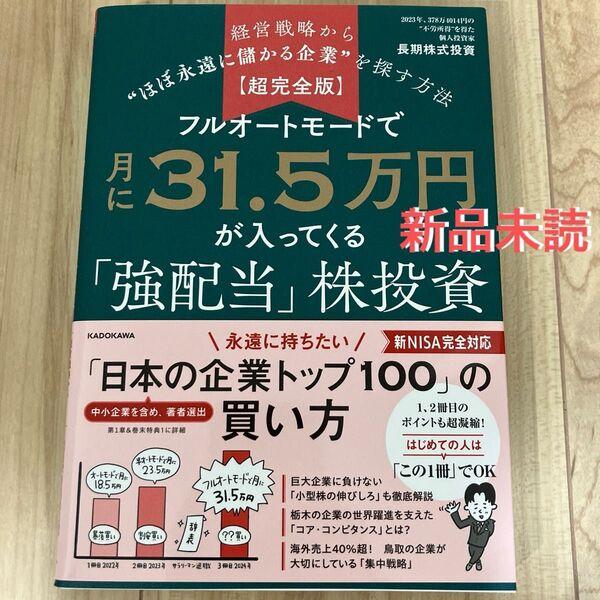 経営戦略から
"ほぼ永遠に儲かる企業"を探す方法
【超完全版】
2023年、378万4014円の
"不労所得"を得た
個人投資家
長期株式投資
フルオートモードで
月に31.5万円
が入ってくる
「強配当」株投資
新品未読
KADOKAWA
永遠に持ちたい
新NISA完全対応
「日本の企業トップ100」の
中小企業を含め、著者選出
買い方
第1章&巻末特典1に詳細
1、2冊目の
ポイントも超凝縮!
はじめての人は
「この1冊」でOK
オートモードで月に
18.5万円
半オートモードで月に
23.5万円
フルオートモードで月に
31.5万円
暴落買い
割安買い
辞表
??買い
1冊目2022年
2冊目2023年
サラリーマン退職
3冊目2024年
巨大企業に負けない
「小型株の伸びしろ」も徹底解説
栃木の企業の世界躍進を支えた
「コア・コンピタンス」とは?
海外売上40%超! 鳥取の企業が
大切にしている「集中戦略」